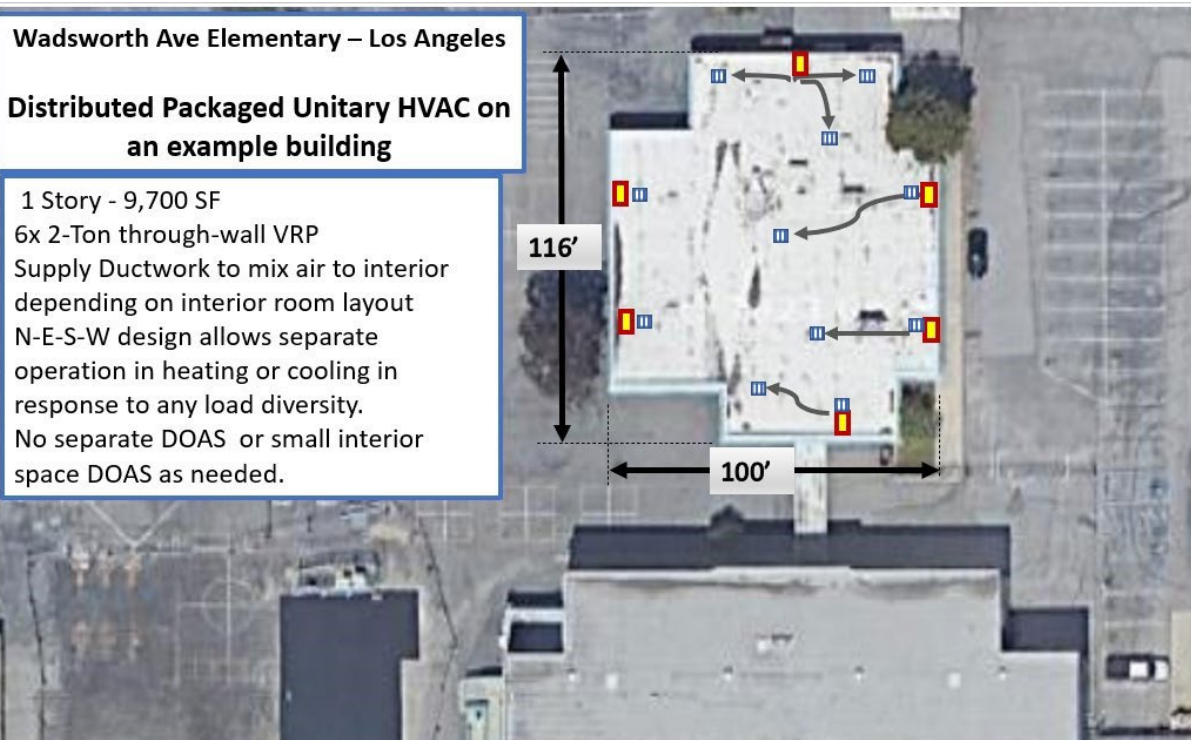 Wadsworth Ave Elementary – Los Angeles
Distributed Packaged Unitary HVAC on
an example building
1 Story - 9,700 SF
6x 2-Ton through-wall VRP
Supply Ductwork to mix air to interior
depending on interior room layout
N-E-S-W design allows separate
operation in heating or cooling in
response to any load diversity.
No separate DOAS or small interior
space DOAS as needed.
116’
100’